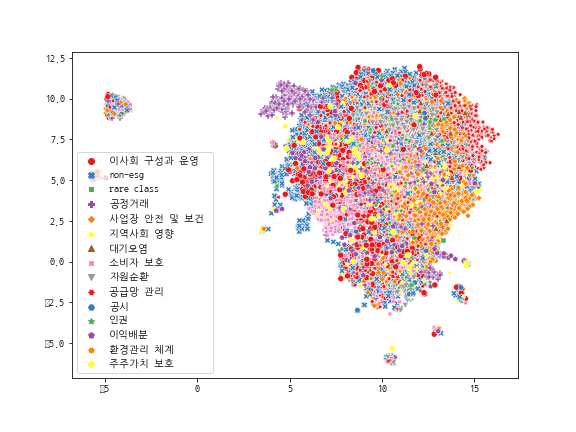 12.5
10.0
7.5
5.0
2.5
0.0
2.5
5.0
5
0
5
10
15
이사회 구성과 운영
non-esg
rare class
공정거래
사업장 안전 및 보건
지역사회 영향
대기오염
소비자 보호
자원순환
공급망 관리
공시
인권
이익배분
환경관리 체계
주주가치 보호